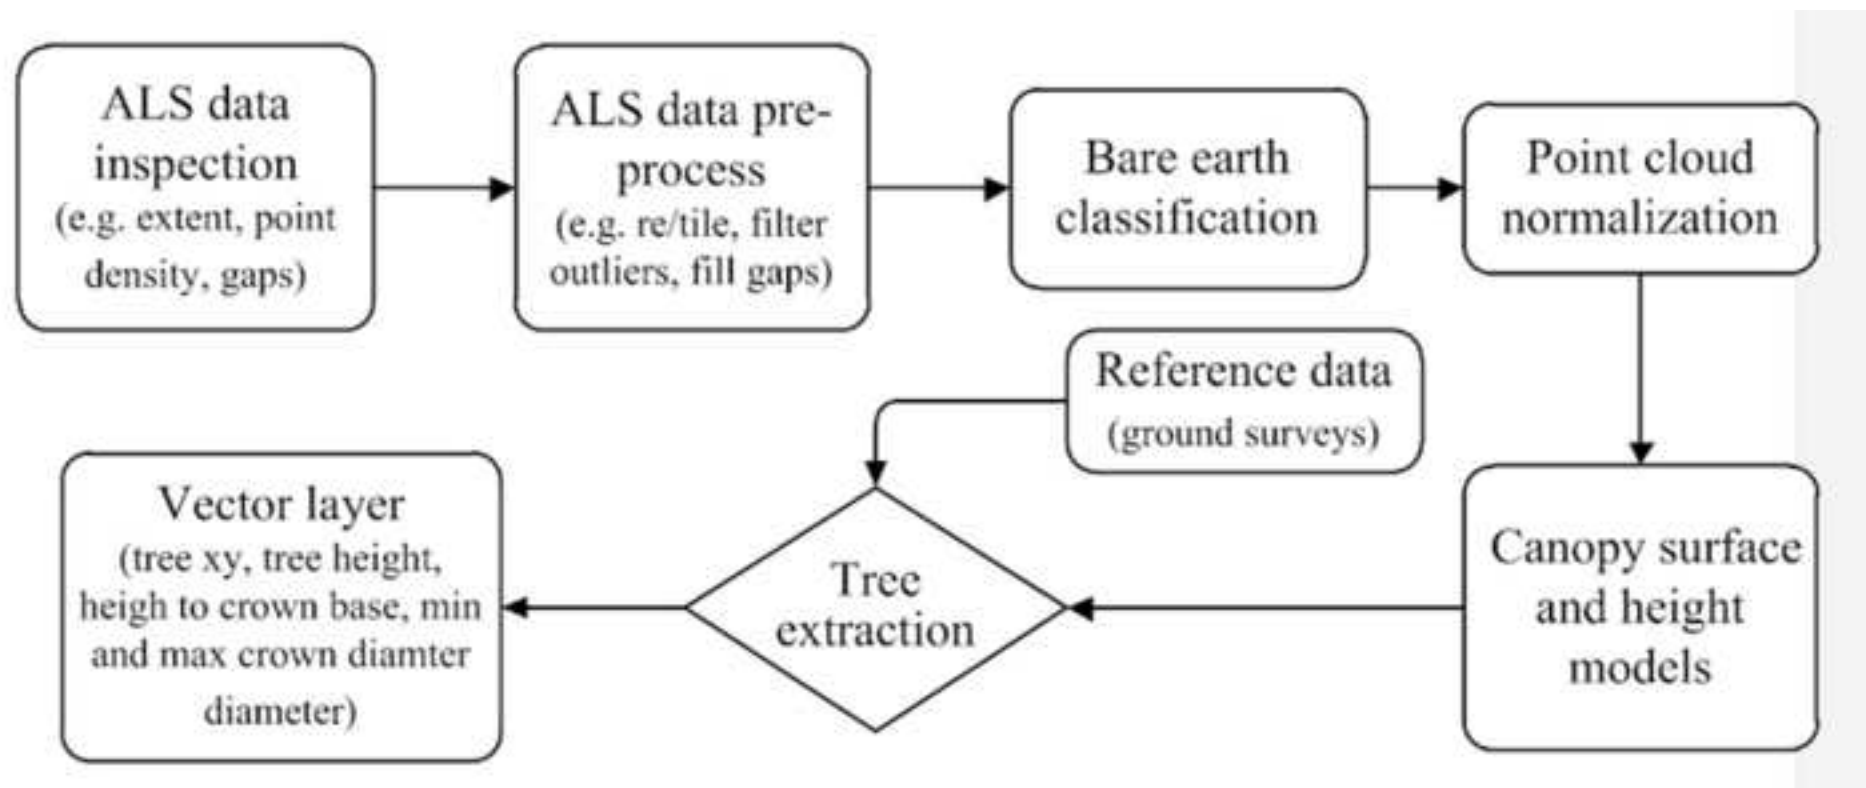 ALS data
inspection
(e.g. extent, point
density, gaps)
ALS data pre-
process
(e.g. re/tile, filter
outliers, fill gaps)
Bare earth
classification
Point cloud
normalization
Reference data
(ground surveys)
Canopy surface
and height
models
Tree
extraction
Vector layer
(tree xy, tree height,
heigh to crown base, min
and max crown diamter
diameter)